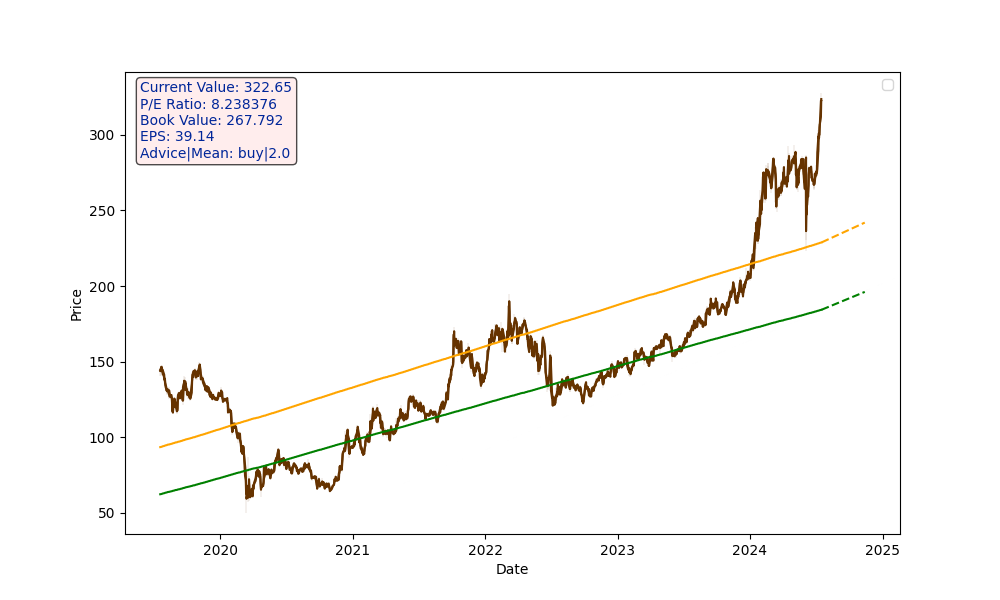 Current Value: 322.65
P/E Ratio: 8.238376
Book Value: 267.792
EPS: 39.14
Advice|Mean: buy|2.0
300
250
200
150
100
50
Price
2020 2021 2022 2023 2024 2025
Date